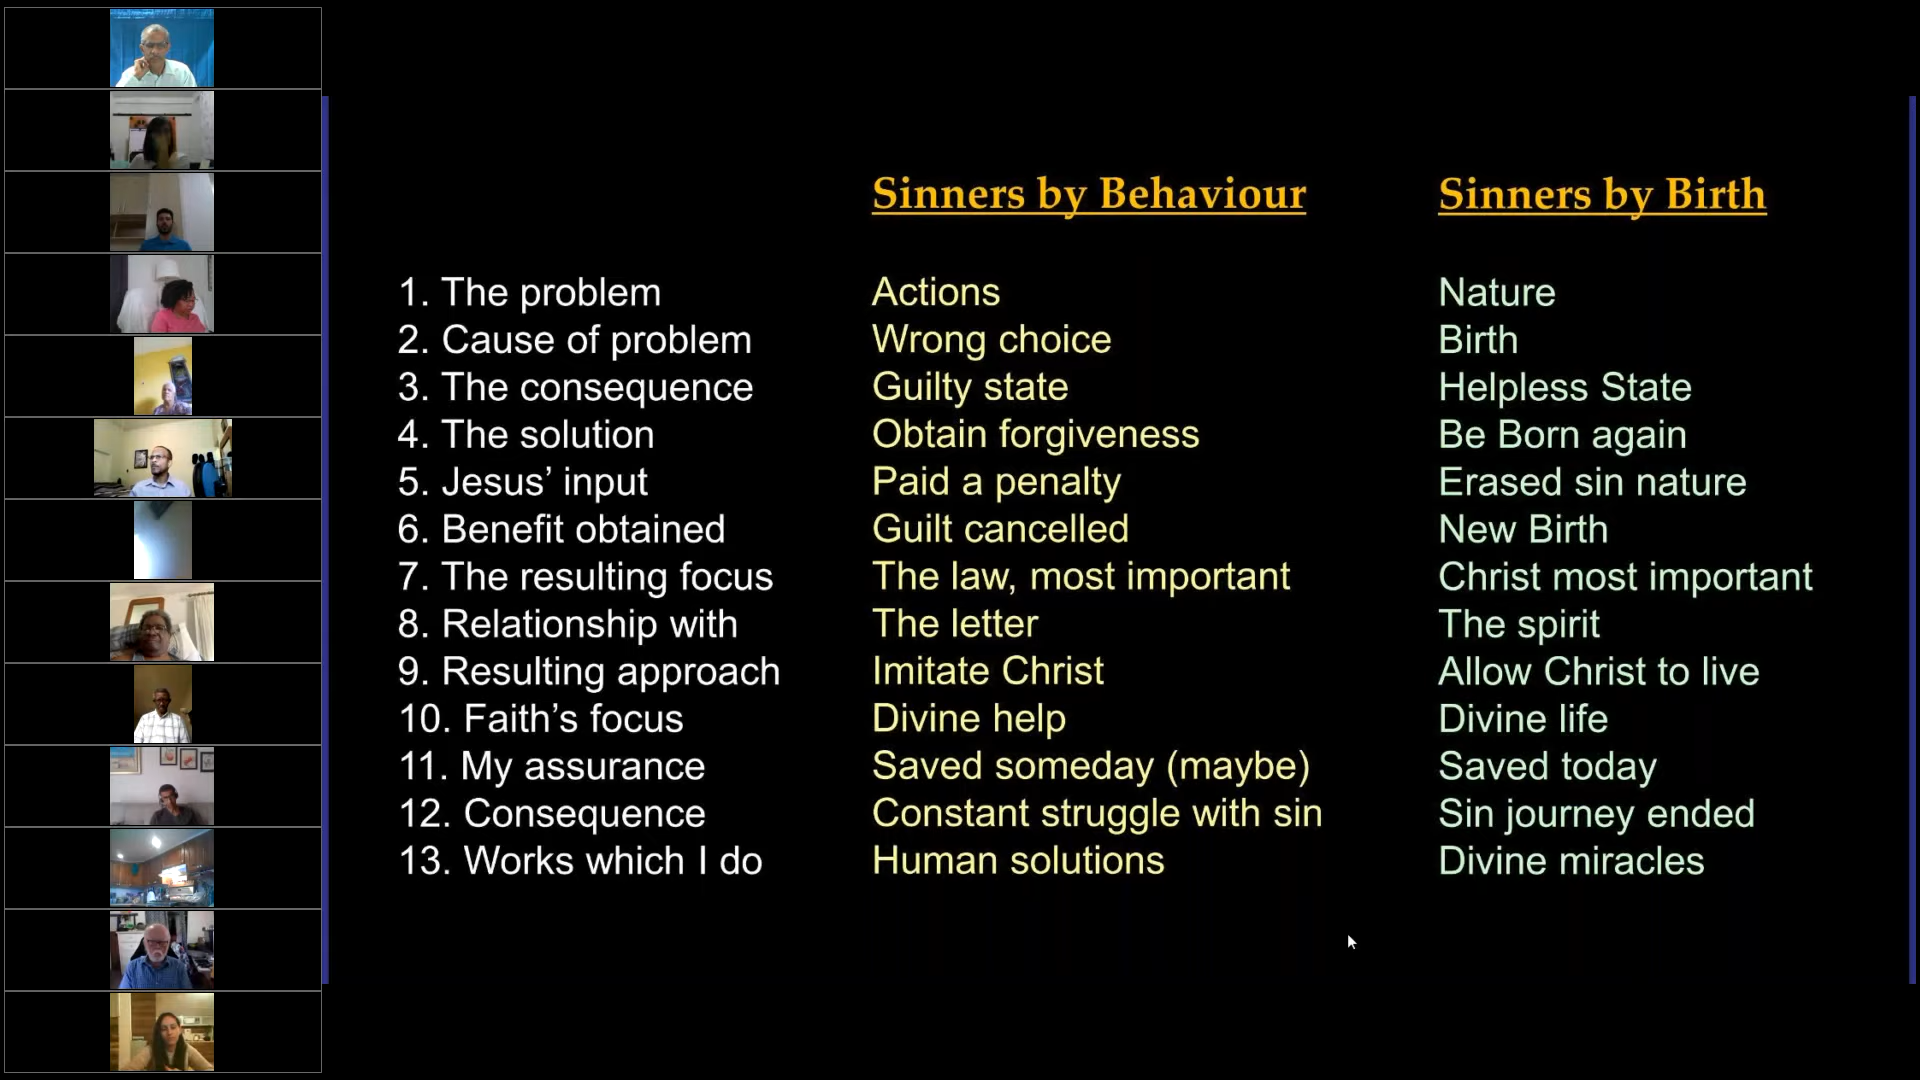 Sinners by Behaviour Sinners by Birth
1. The problem Actions Nature
2. Cause of problem Wrong choice Birth
3. The consequence Guilty state Helpless State
4. The solution Obtain forgiveness Be Born again
5. Jesus’ input Paid a penalty Erased sin nature
6. Benefit obtained Guilt cancelled New Birth
7. The resulting focus The law, most important Christ most important
8. Relationship with The letter The spirit
9. Resulting approach Imitate Christ Allow Christ to live
10. Faith’s focus Divine help Divine life
11. My assurance Saved someday (maybe) Saved today
12. Consequence Constant struggle with sin Sin journey ended
13. Works which I do Human solutions Divine miracles